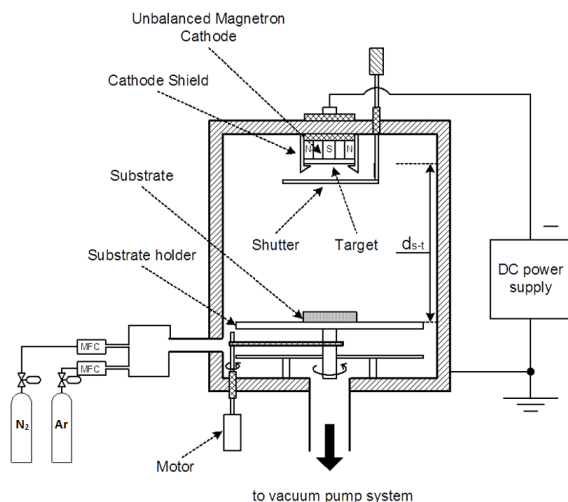 Unbalanced Magnetron
Cathode
Cathode Shield
N
S
N
Substrate
Shutter
Target
ds-t
Substrate holder
DC power
supply
MFC
MFC
N₂
Ar
Motor
to vacuum pump system